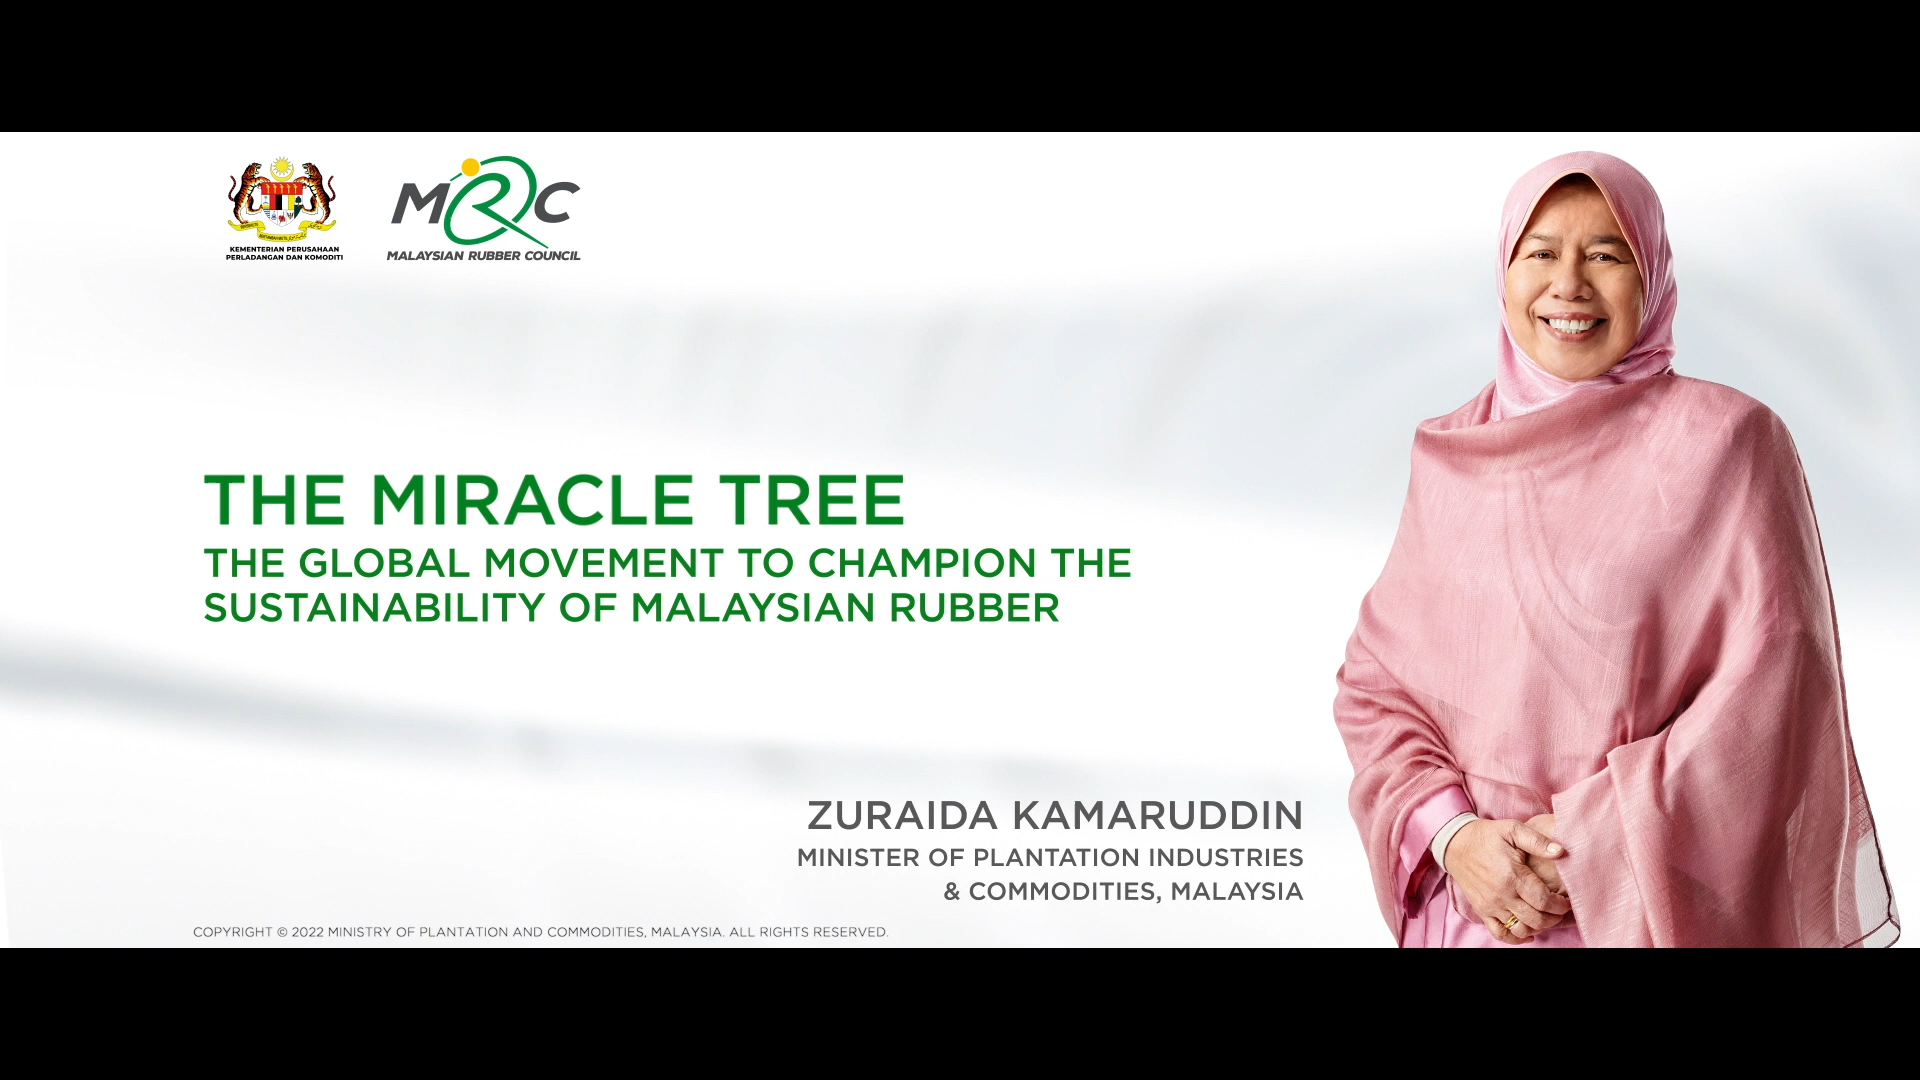 KEMENTERIAN PERUSAHAAN
PERLADANGAN DAN KOMODITI
MRC
MALAYSIAN RUBBER COUNCIL
THE MIRACLE TREE
THE GLOBAL MOVEMENT TO CHAMPION THE
SUSTAINABILITY OF MALAYSIAN RUBBER
ZURAIDA KAMARUDDIN
MINISTER OF PLANTATION INDUSTRIES
& COMMODITIES, MALAYSIA
COPYRIGHT © 2022 MINISTRY OF PLANTATION AND COMMODITIES, MALAYSIA. ALL RIGHTS RESERVED.